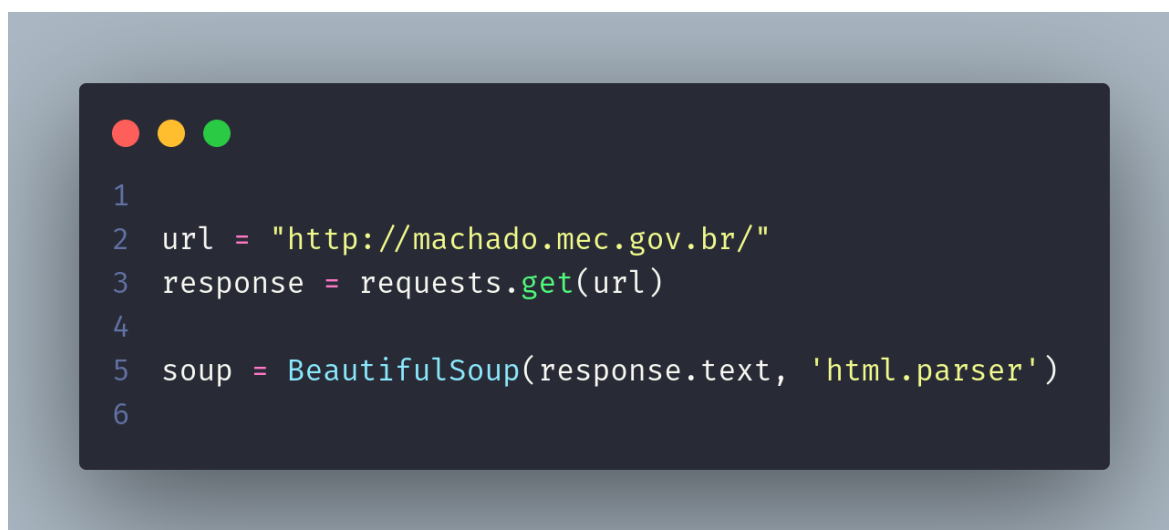 1
2 url = "http://machado.mec.gov.br/"
3 response = requests.get(url)
4
5 soup = BeautifulSoup(response.text, 'html.parser')
6